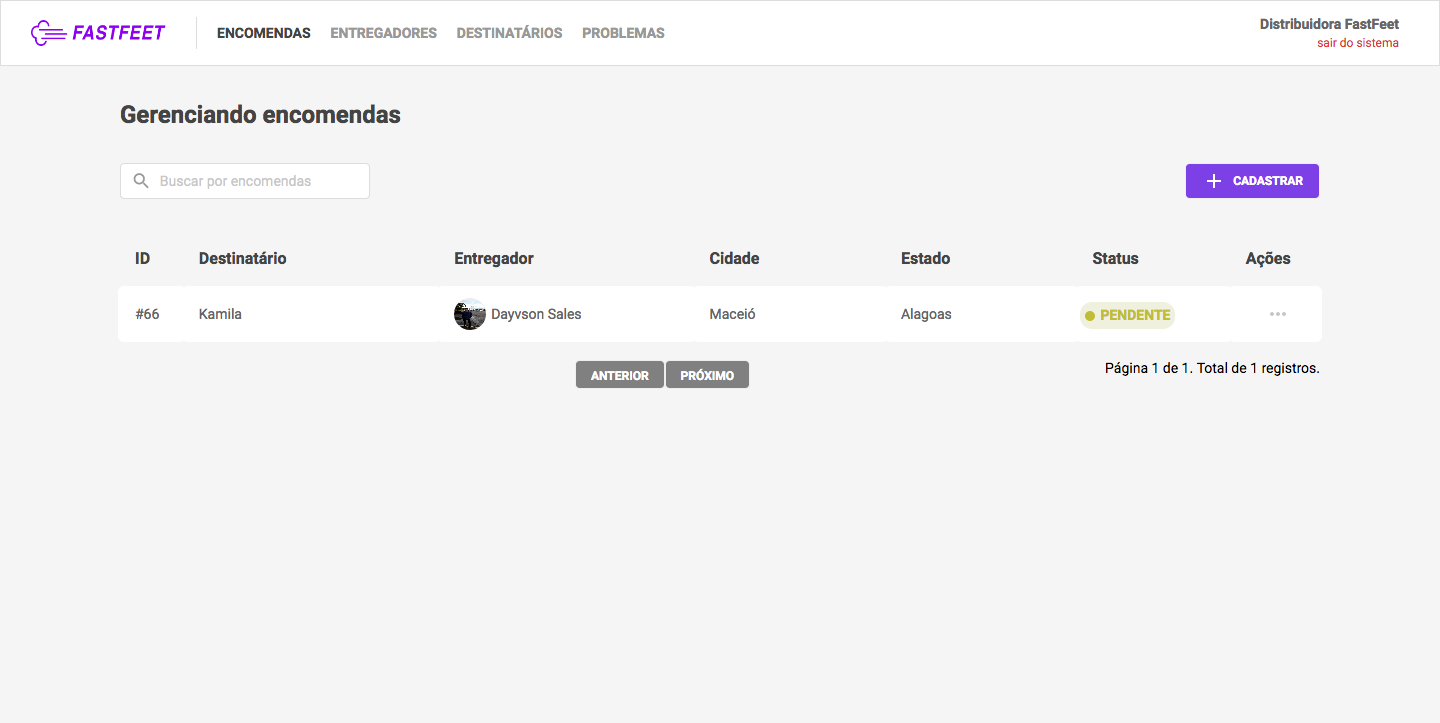 FASTFEET
ENCOMENDAS ENTREGADORES DESTINATÁRIOS PROBLEMAS
Distribuidora FastFeet
sair do sistema
Gerenciando encomendas
Buscar por encomendas
CADASTRAR
ID Destinatário Entregador Cidade Estado Status Ações
#66 Kamila Dayvson Sales Maceió Alagoas PENDENTE
ANTERIOR PRÓXIMO
Página 1 de 1. Total de 1 registros.